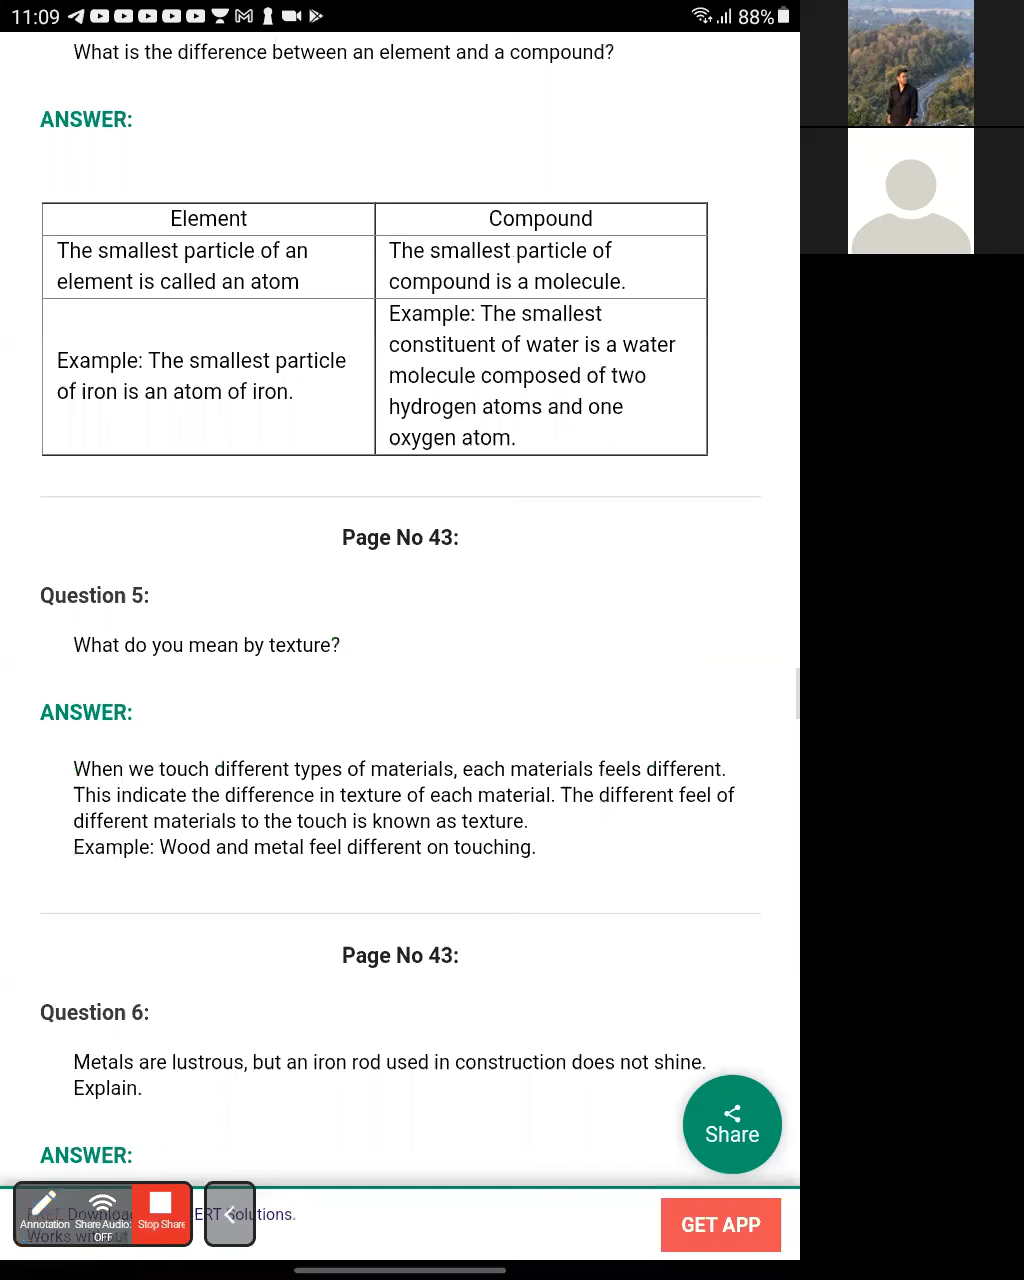 11:09
88%
What is the difference between an element and a compound?
ANSWER:
Element
Compound
The smallest particle of an
element is called an atom
The smallest particle of
compound is a molecule.
Example: The smallest particle
of iron is an atom of iron.
Example: The smallest
constituent of water is a water
molecule composed of two
hydrogen atoms and one
oxygen atom.
Page No 43:
Question 5:
What do you mean by texture?
ANSWER:
When we touch different types of materials, each materials feels different.
This indicate the difference in texture of each material. The different feel of
different materials to the touch is known as texture.
Example: Wood and metal feel different on touching.
Page No 43:
Question 6:
Metals are lustrous, but an iron rod used in construction does not shine.
Explain.
ANSWER:
Share
Annotation
Share Audio:
OFF
Stop Share
GET APP